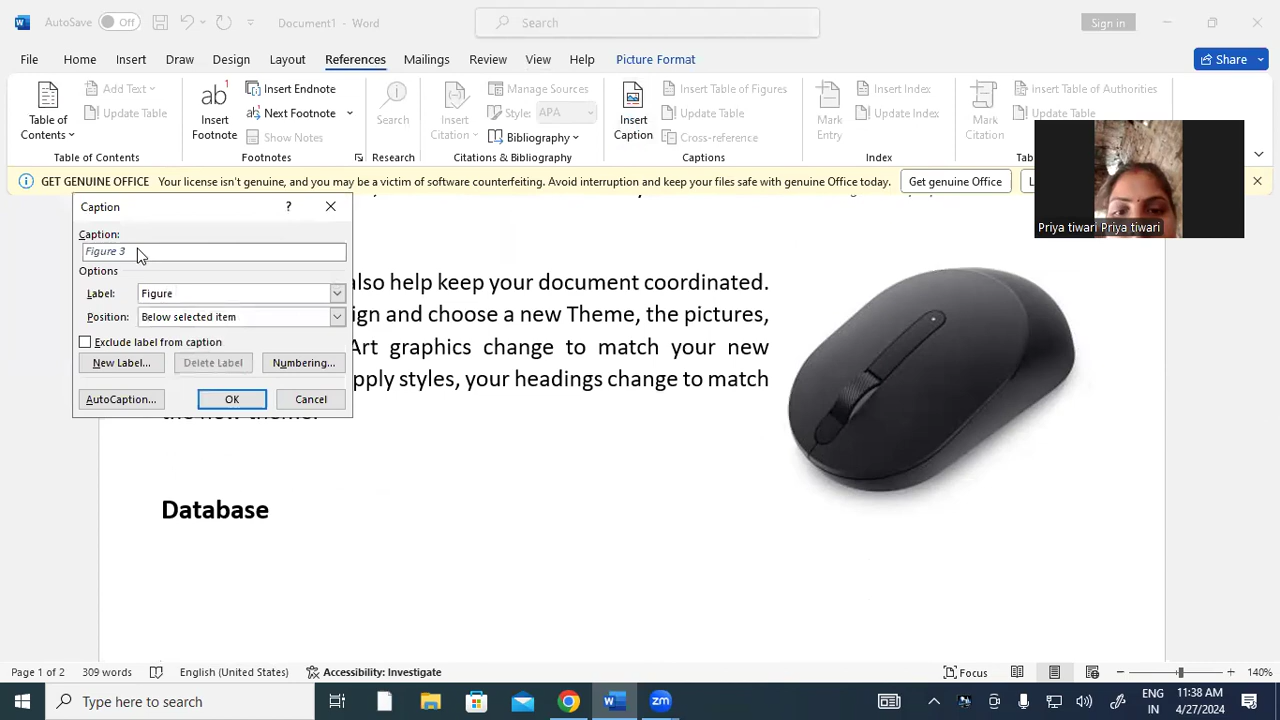 AutoSave Off Document1 - Word Search Sign in
File Home Insert Draw Design Layout References Mailings Review View Help Picture Format Share
Table of Contents
Add Text
Update Table
Table of Contents
ab Insert Footnote
Insert Endnote
Next Footnote
Show Notes
Footnotes
Search
Research
Insert Citation
Manage Sources
Style: APA
Bibliography
Citations & Bibliography
Insert Caption
Insert Table of Figures
Update Table
Cross-reference
Captions
Mark Entry
Insert Index
Update Index
Index
Mark Citation
Insert Table of Authorities
Update Table
GET GENUINE OFFICE Your license isn't genuine, and you may be a victim of software counterfeiting. Avoid interruption and keep your files safe with genuine Office today. Get genuine Office
Priya tiwari Priya tiwari
Caption ?
Caption:
Figure 3
Options
Label: Figure
Position: Below selected item
Exclude label from caption
New Label... Delete Label Numbering...
AutoCaption... OK Cancel
also help keep your document coordinated.
ign and choose a new Theme, the pictures,
Art graphics change to match your new
pply styles, your headings change to match
the new theme.
Database
Page 1 of 2 309 words English (United States) Accessibility: Investigate Focus 140%
Type here to search
ENG
IN
11:38 AM
4/27/2024